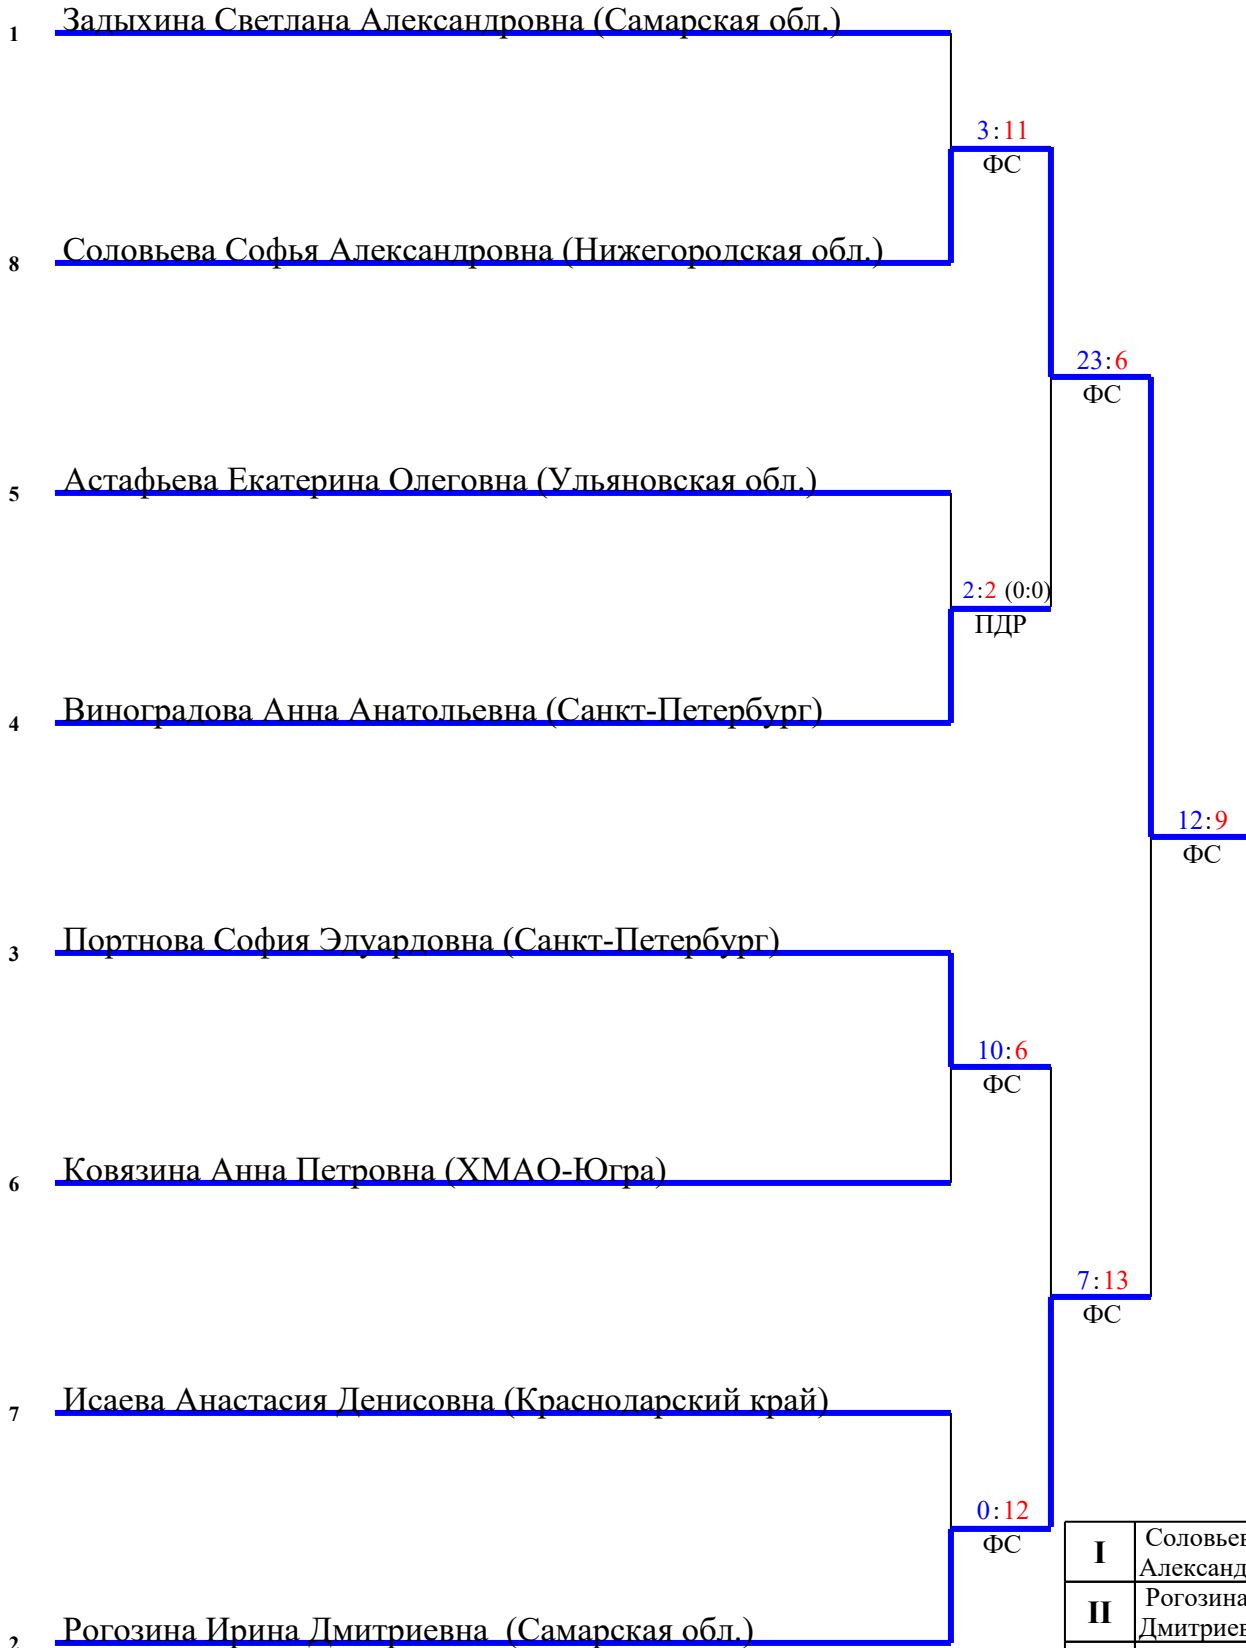 1 Задыхина Светлана Александровна (Самарская обл.)
3:11
ФС
8 Соловьева Софья Александровна (Нижегородская обл.)
23:6
ФС
5 Астафьева Екатерина Олеговна (Ульяновская обл.)
2:2 (0:0)
ПДР
4 Виноградова Анна Анатольевна (Санкт-Петербург)
12:9
ФС
3 Портнова София Эдуардовна (Санкт-Петербург)
10:6
ФС
6 Ковязина Анна Петровна (ХМАО-Югра)
7:13
ФС
7 Исаева Анастасия Денисовна (Краснодарский край)
0:12
ФС
I
II Рогозина
2 Рогозина Ирина Дмитриевна (Самарская обл.)